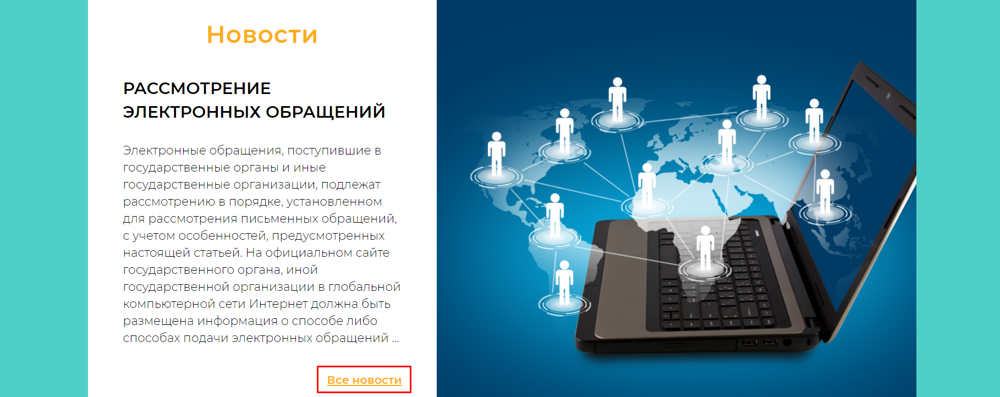 Новости
РАССМОТРЕНИЕ
ЭЛЕКТРОННЫХ ОБРАЩЕНИЙ
Электронные обращения, поступившие в
государственные органы и иные
государственные организации, подлежат
рассмотрению в порядке, установленном
для рассмотрения письменных обращений,
с учетом особенностей, предусмотренных
настоящей статьей. На официальном сайте
государственного органа, иной
государственной организации в глобальной
компьютерной сети Интернет должна быть
размещена информация о способе либо
способах подачи электронных обращений ...
Все новости